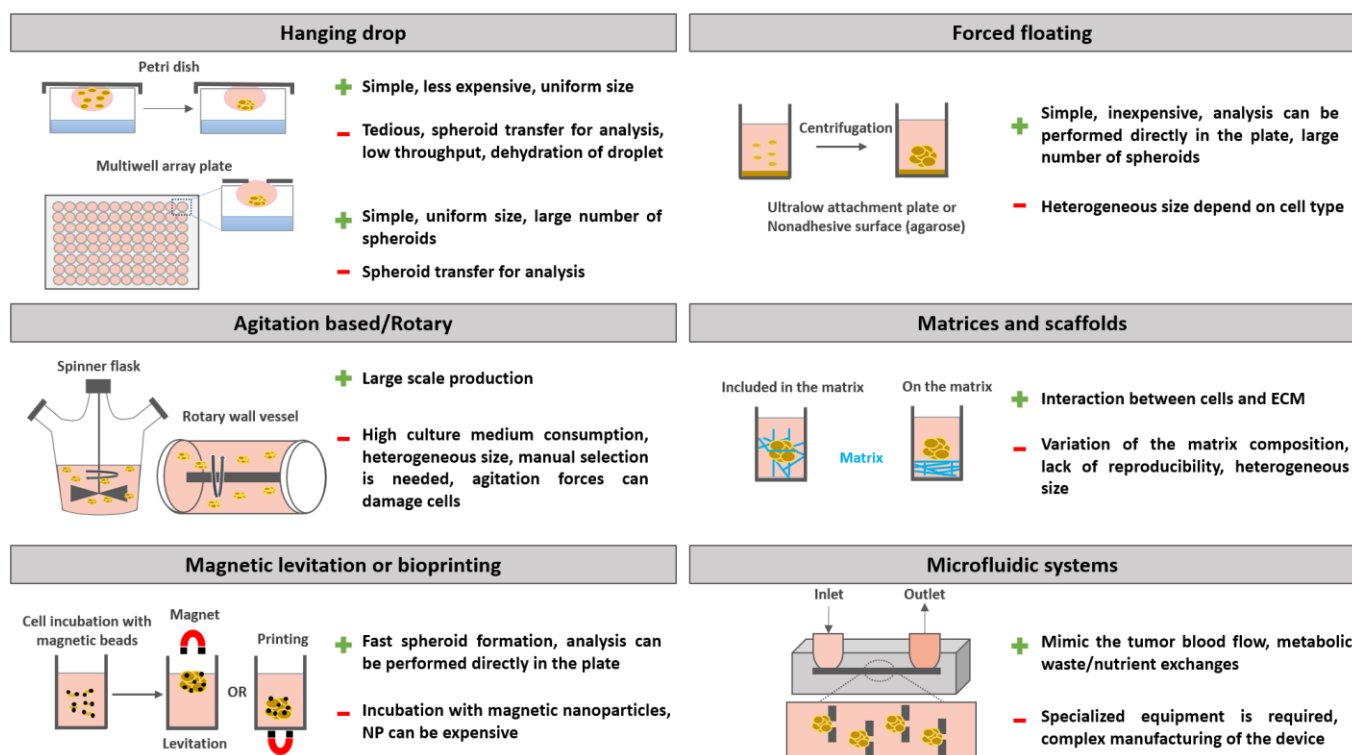 Hanging drop
Petri dish
+ Simple, less expensive, uniform size
- Tedious, spheroid transfer for analysis,
low throughput, dehydration of droplet
Multiwell array plate
+ Simple, uniform size, large number of
spheroids
- Spheroid transfer for analysis
Forced floating
Centrifugation
Ultralow attachment plate or
Nonadhesive surface (agarose)
+ Simple, inexpensive, analysis can be
performed directly in the plate, large
number of spheroids
- Heterogeneous size depend on cell type
Agitation based/Rotary
Spinner flask
Rotary wall vessel
+ Large scale production
- High culture medium consumption,
heterogeneous size, manual selection
is needed, agitation forces can
damage cells
Matrices and scaffolds
Included in the matrix
On the matrix
Matrix
+ Interaction between cells and ECM
- Variation of the matrix composition,
lack of reproducibility, heterogeneous
size
Magnetic levitation or bioprinting
Cell incubation with
magnetic beads
Magnet
Levitation
OR
Printing
+ Fast spheroid formation, analysis can
be performed directly in the plate
- Incubation with magnetic nanoparticles,
NP can be expensive
Microfluidic systems
Inlet
Outlet
+ Mimic the tumor blood flow, metabolic
waste/nutrient exchanges
- Specialized equipment is required,
complex manufacturing of the device